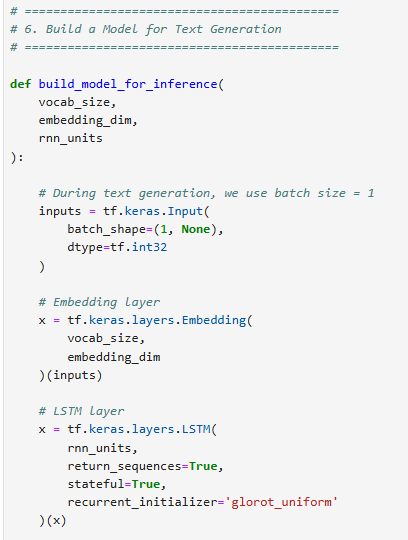 # ==========================================
# 6. Build a Model for Text Generation
# ==========================================
def build_model_for_inference(
    vocab_size,
    embedding_dim,
    rnn_units
):
    # During text generation, we use batch size = 1
    inputs = tf.keras.Input(
        batch_shape=(1, None),
        dtype=tf.int32
    )
    # Embedding layer
    x = tf.keras.layers.Embedding(
        vocab_size,
        embedding_dim
    )(inputs)
    # LSTM layer
    x = tf.keras.layers.LSTM(
        rnn_units,
        return_sequences=True,
        stateful=True,
        recurrent_initializer='glorot_uniform'
    )(x)